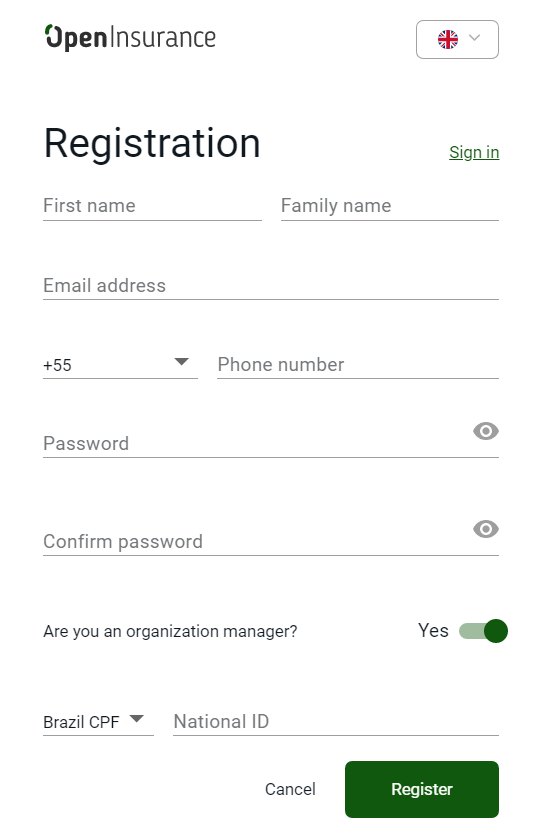 OpenInsurance
Registration
Sign in
First name
Family name
Email address
+55
Phone number
Password
Confirm password
Are you an organization manager?
Yes
Brazil CPF
National ID
Cancel
Register